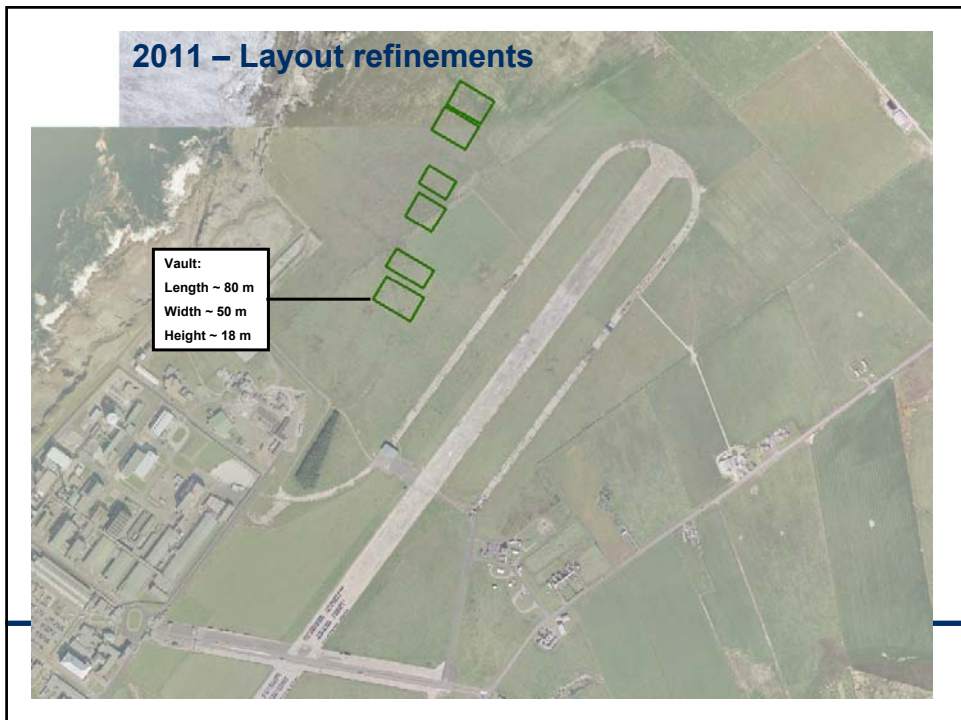 2011 – Layout refinements
Vault:
Length ~ 80 m
Width ~ 50 m
Height ~ 18 m